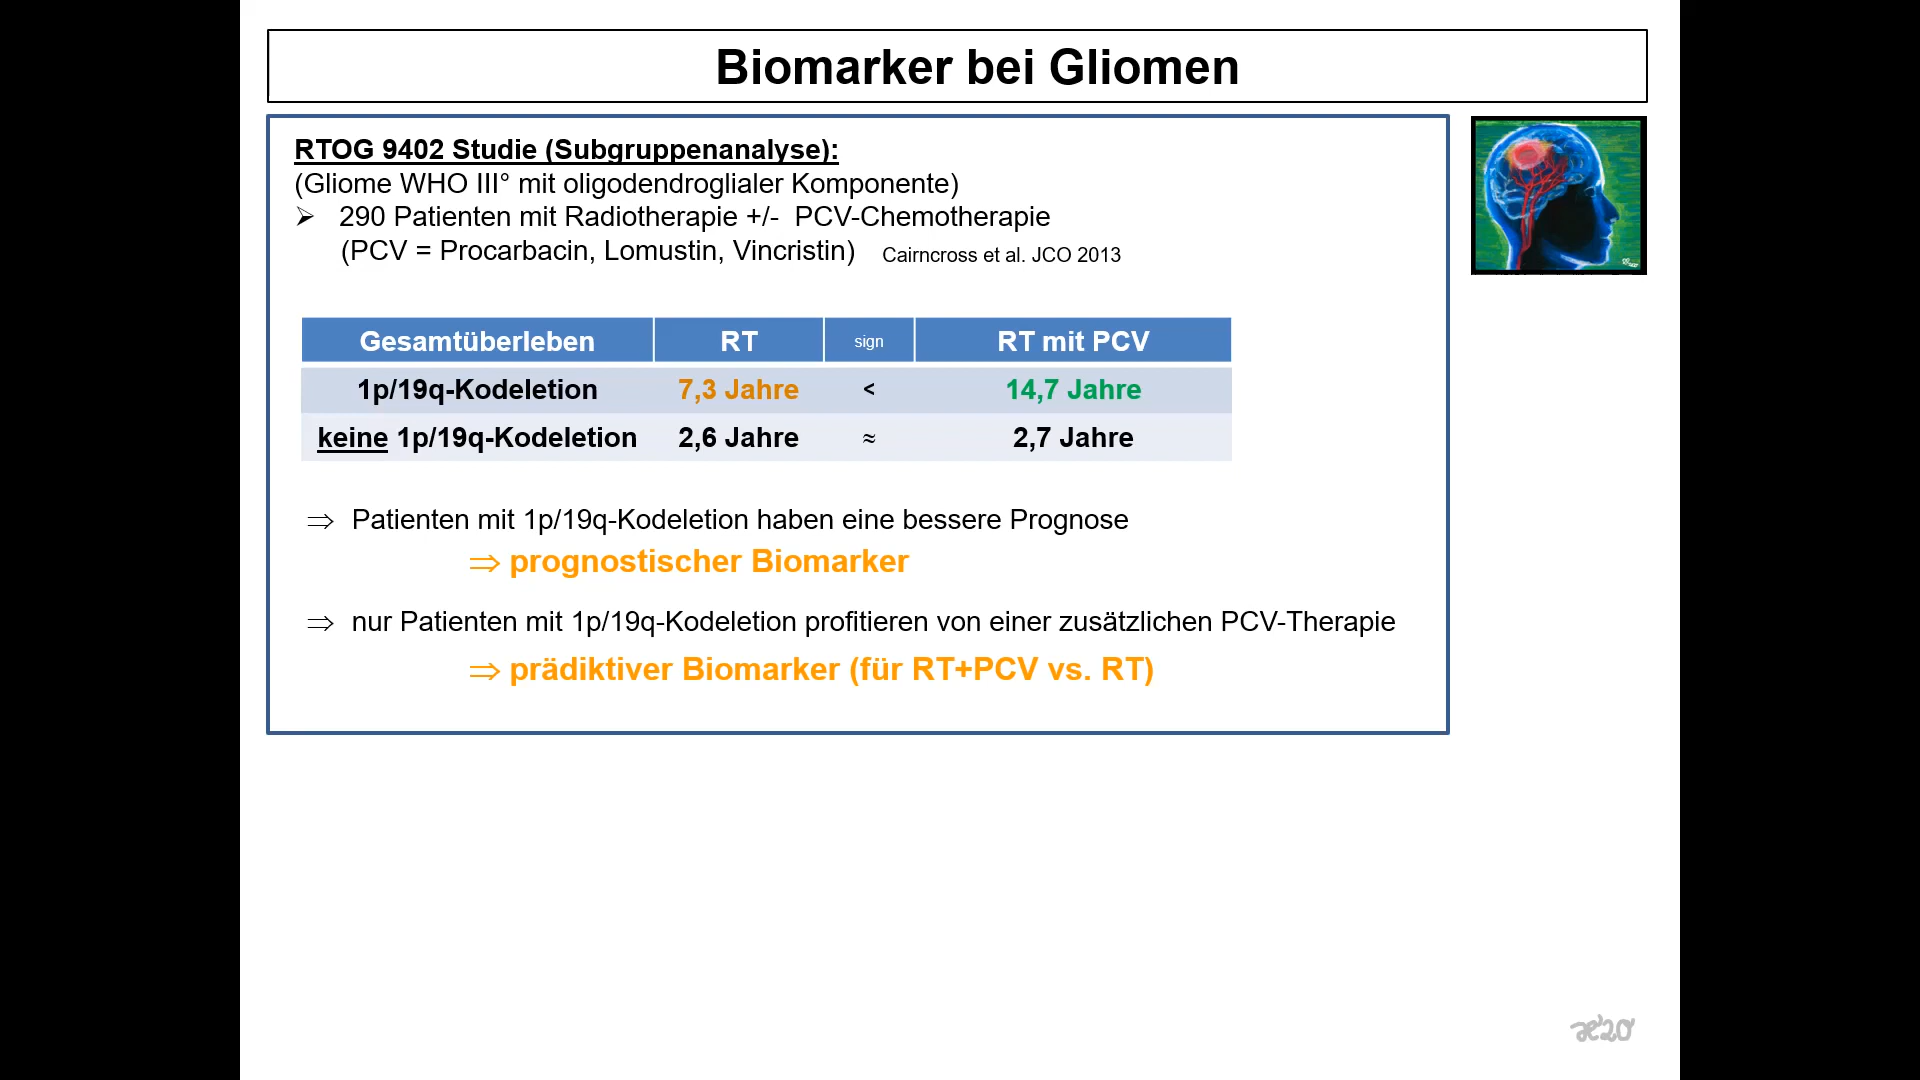 Biomarker bei Gliomen
RTOG 9402 Studie (Subgruppenanalyse):
(Gliome WHO III° mit oligodendroglialer Komponente)
➢ 290 Patienten mit Radiotherapie +/- PCV-Chemotherapie
(PCV = Procarbacin, Lomustin, Vincristin) Cairncross et al. JCO 2013
Gesamtüberleben RT sign RT mit PCV
1p/19q-Kodeletion 7,3 Jahre < 14,7 Jahre
keine 1p/19q-Kodeletion 2,6 Jahre ≈ 2,7 Jahre
⇒ Patienten mit 1p/19q-Kodeletion haben eine bessere Prognose
⇒ prognostischer Biomarker
⇒ nur Patienten mit 1p/19q-Kodeletion profitieren von einer zusätzlichen PCV-Therapie
⇒ prädiktiver Biomarker (für RT+PCV vs. RT)